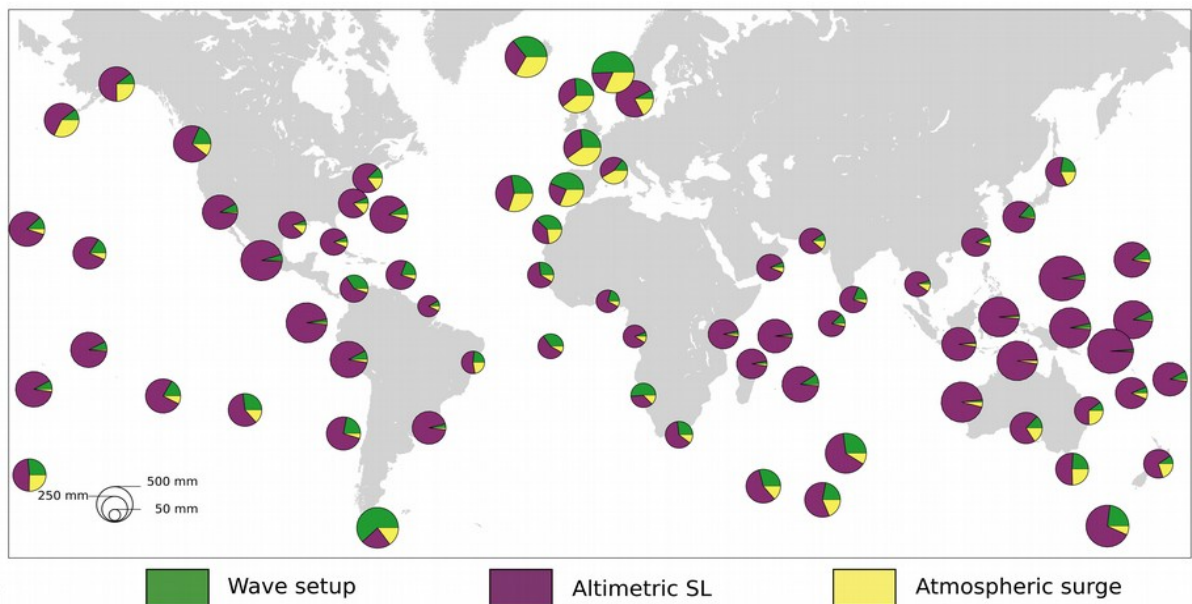 500 mm
250 mm
50 mm
Wave setup
Altimetric SL
Atmospheric surge